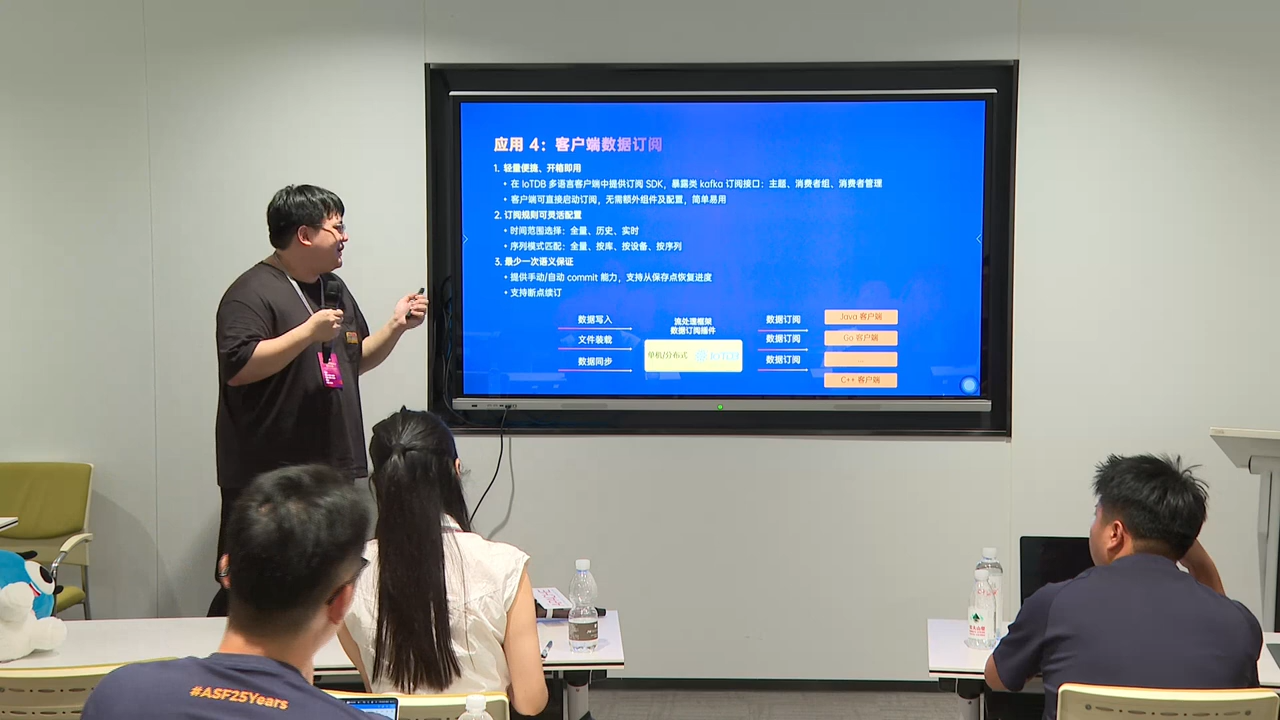 应用 4：客户端数据订阅
1. 轻量便捷、开箱即用
• 在 IoTDB 多语言客户端中提供订阅 SDK，暴露类 kafka 订阅接口：主题、消费者组、消费者管理
• 客户端可直接启动订阅，无需额外组件及配置，简单易用
2. 订阅规则可灵活配置
• 时间范围选择：全量、历史、实时
• 序列模式匹配：全量、按库、按设备、按序列
3. 最少一次语义保证
• 提供手动/自动 commit 能力，支持从保存点恢复进度
• 支持断点续订
数据写入
文件装载
数据同步
流处理框架
数据订阅插件
单机/分布式 IoTDB
数据订阅
数据订阅
数据订阅
Java 客户端
Go 客户端
...
C++ 客户端
#ASF25Years